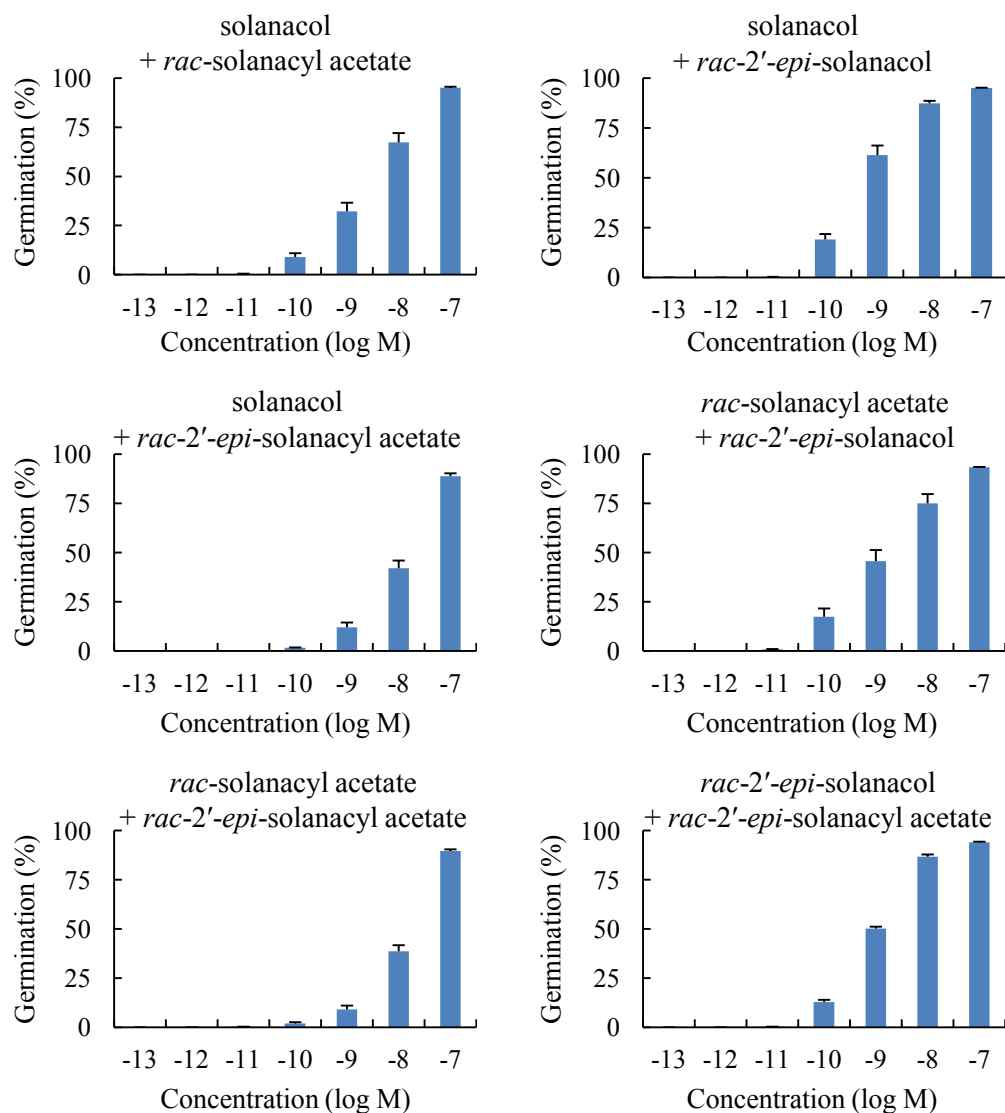 solanacol
+ rac-solanacyl acetate
100
75
50
25
0
Germination (%)
-13 -12 -11 -10 -9 -8 -7
Concentration (log M)
solanacol
+ rac-2′-epi-solanacol
100
75
50
25
0
Germination (%)
-13 -12 -11 -10 -9 -8 -7
Concentration (log M)
solanacol
+ rac-2′-epi-solanacyl acetate
100
75
50
25
0
Germination (%)
-13 -12 -11 -10 -9 -8 -7
Concentration (log M)
rac-solanacyl acetate
+ rac-2′-epi-solanacol
100
75
50
25
0
Germination (%)
-13 -12 -11 -10 -9 -8 -7
Concentration (log M)
rac-solanacyl acetate
+ rac-2′-epi-solanacyl acetate
100
75
50
25
0
Germination (%)
-13 -12 -11 -10 -9 -8 -7
Concentration (log M)
rac-2′-epi-solanacol
+ rac-2′-epi-solanacyl acetate
100
75
50
25
0
Germination (%)
-13 -12 -11 -10 -9 -8 -7
Concentration (log M)